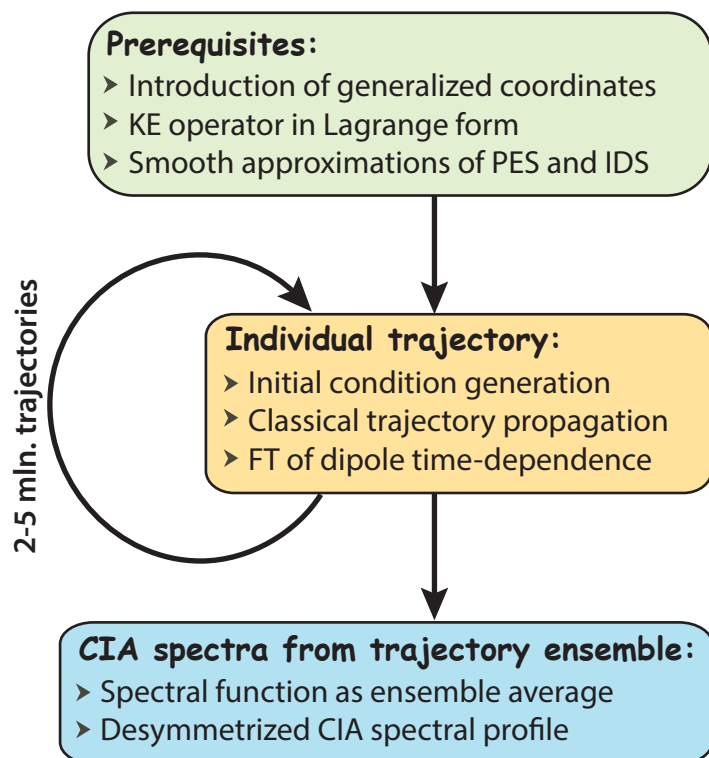 Prerequisites:
➤ Introduction of generalized coordinates
➤ KE operator in Lagrange form
➤ Smooth approximations of PES and IDS
2-5 mln. trajectories
Individual trajectory:
➤ Initial condition generation
➤ Classical trajectory propagation
➤ FT of dipole time-dependence
CIA spectra from trajectory ensemble:
➤ Spectral function as ensemble average
➤ Desymmetrized CIA spectral profile